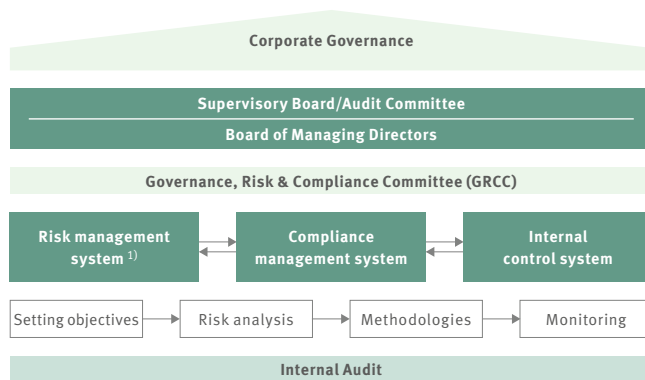 Corporate Governance
Supervisory Board/Audit Committee
Board of Managing Directors
Governance, Risk & Compliance Committee (GRCC)
Risk management
system 1)
Compliance
management system
Internal
control system
Setting objectives
Risk analysis
Methodologies
Monitoring
Internal Audit